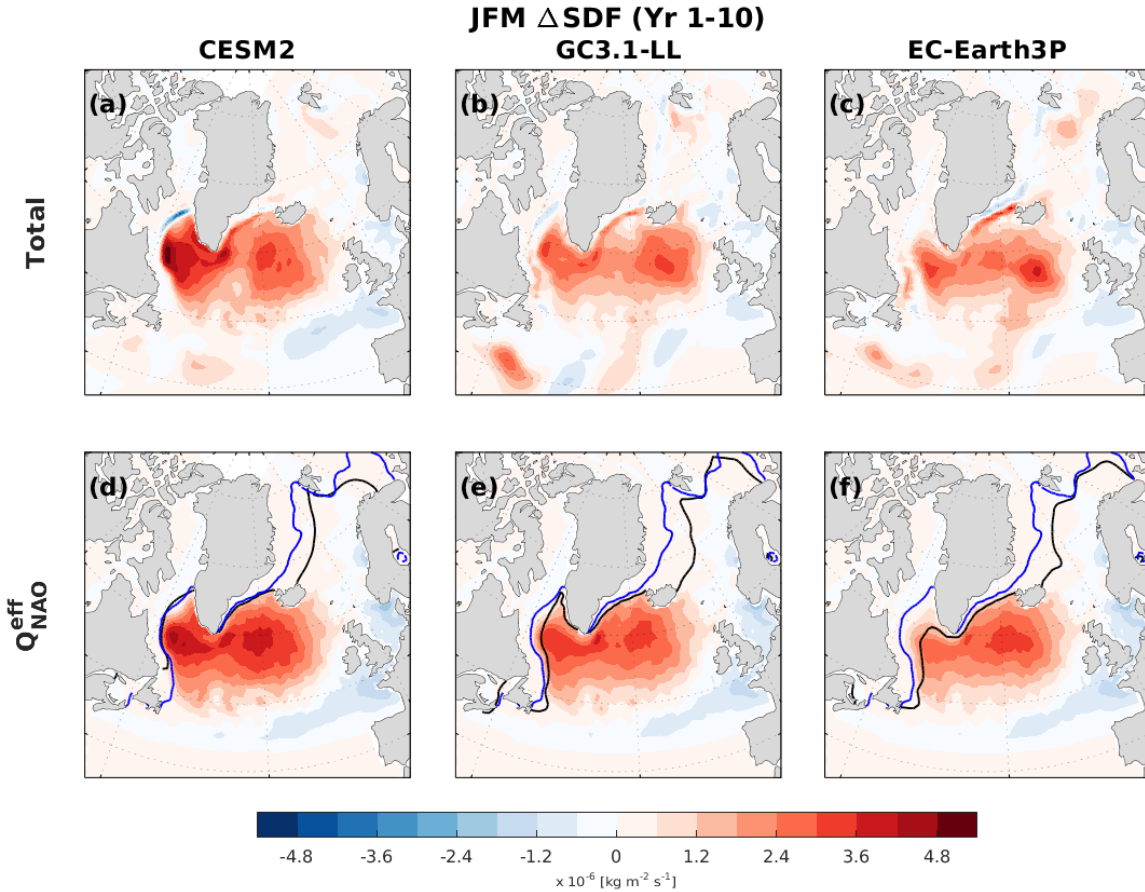 JFM △SDF (Yr 1-10)
CESM2 GC3.1-LL EC-Earth3P
Total
(a) (b) (c)
Q^eff_NAO
(d) (e) (f)
-4.8 -3.6 -2.4 -1.2 0 1.2 2.4 3.6 4.8
x 10⁻⁶ [kg m⁻² s⁻¹]